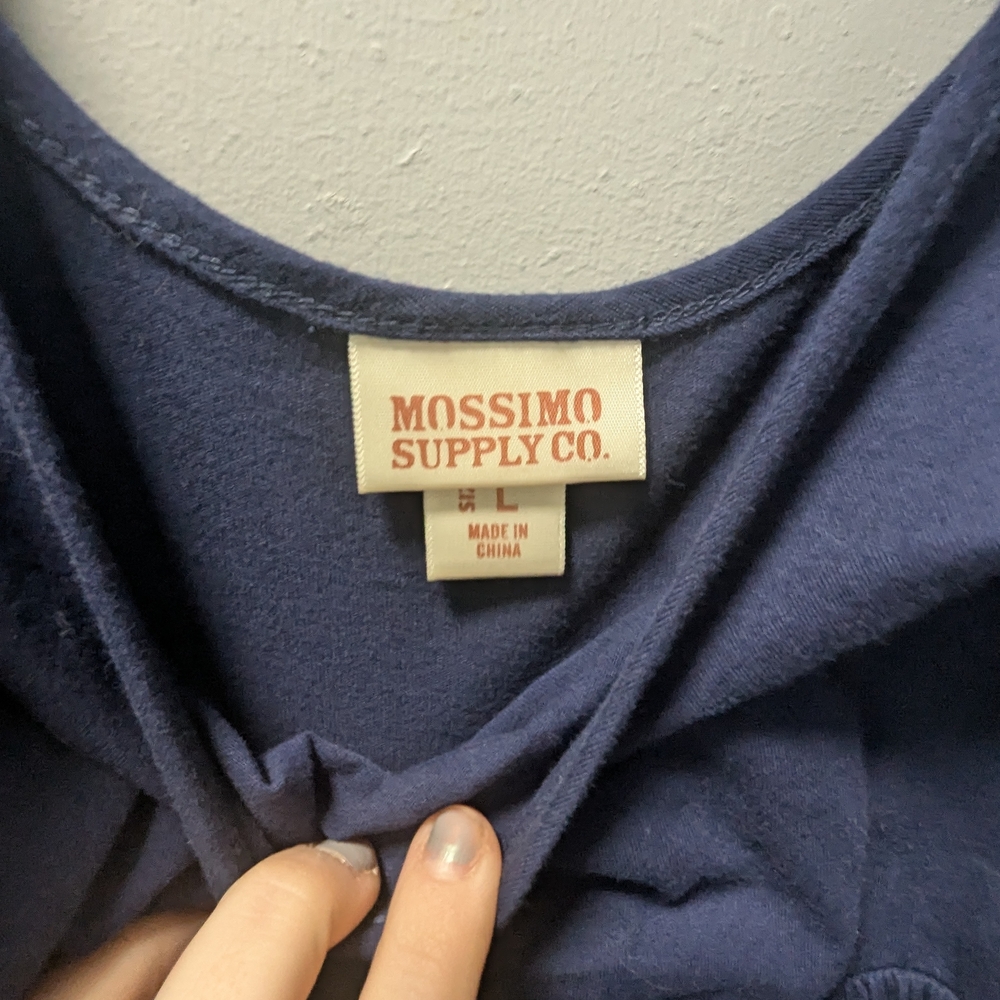 MOSSIMO
SUPPLY CO.
L
MADE IN
CHINA